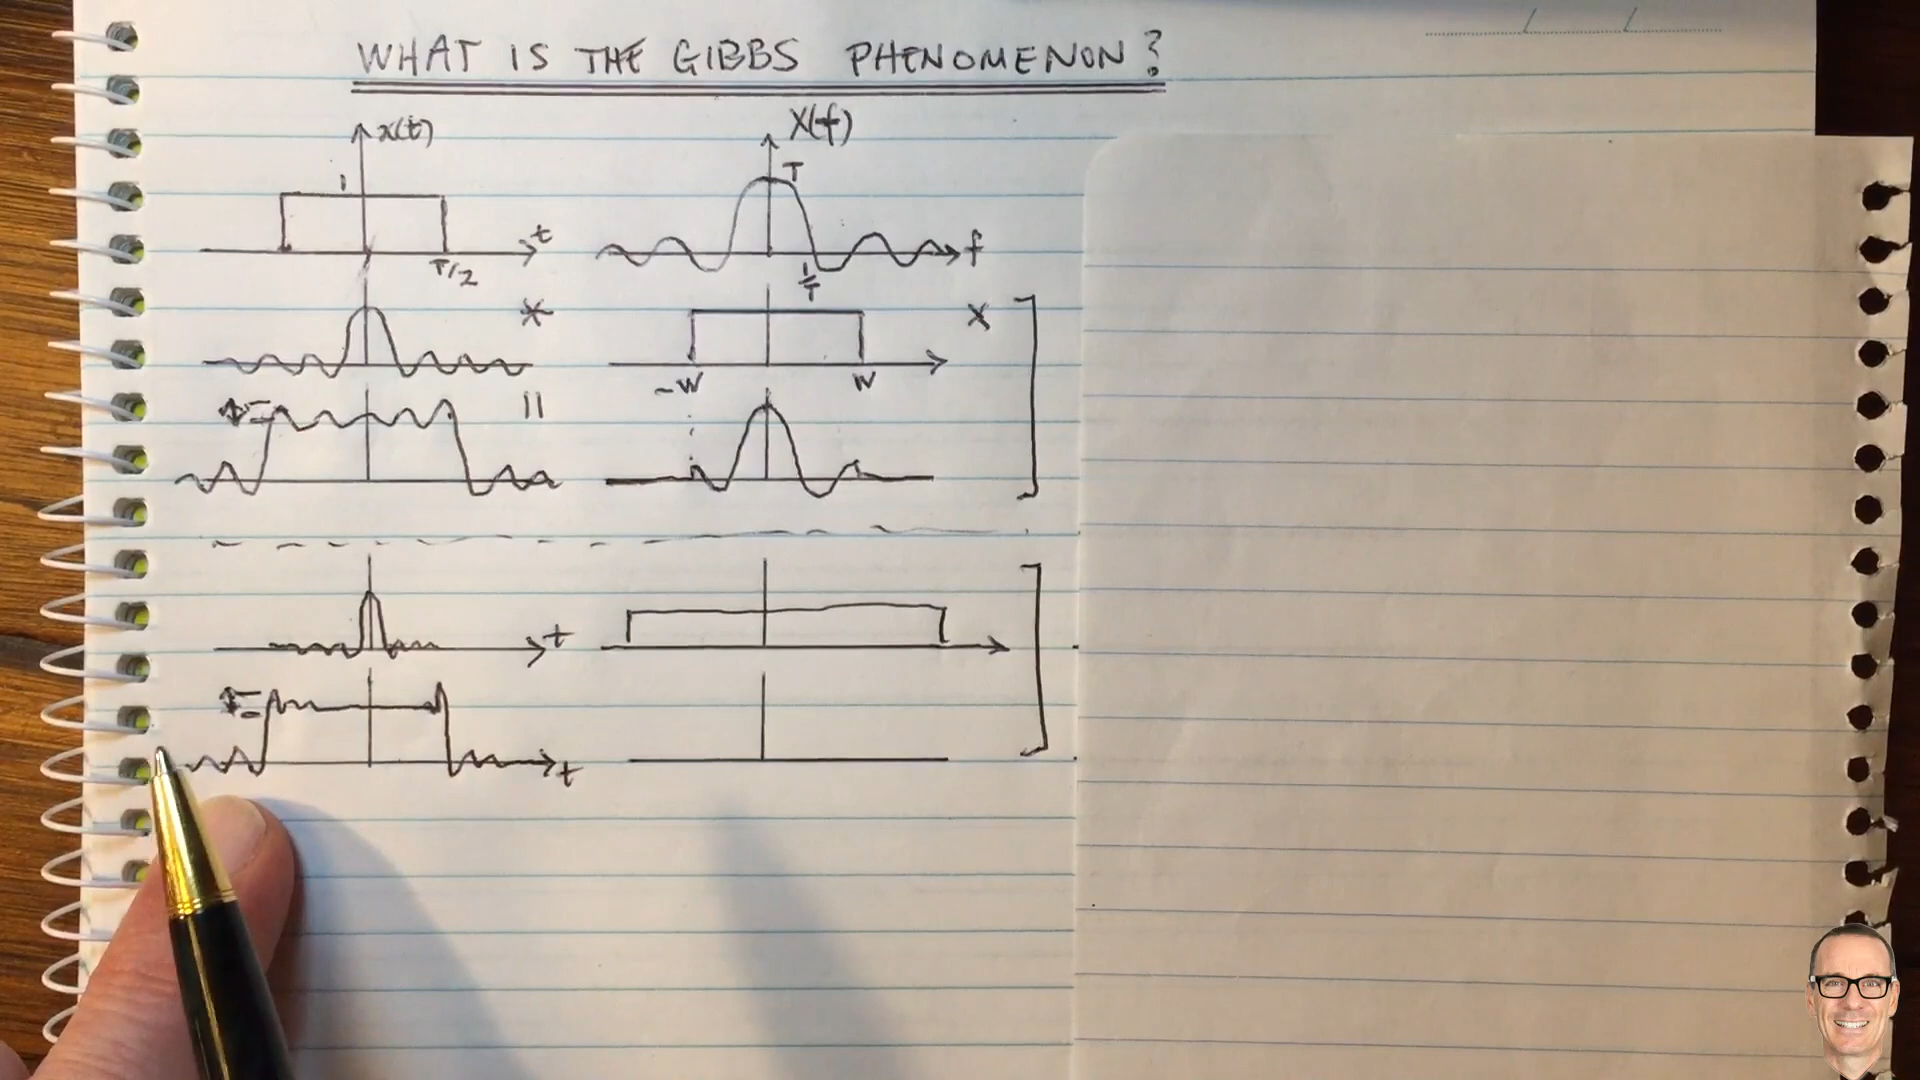 WHAT IS THE GIBBS PHENOMENON?
x(t) X(f)
1 T
t f
T/2 1/T
* X
-W W
=
t
t